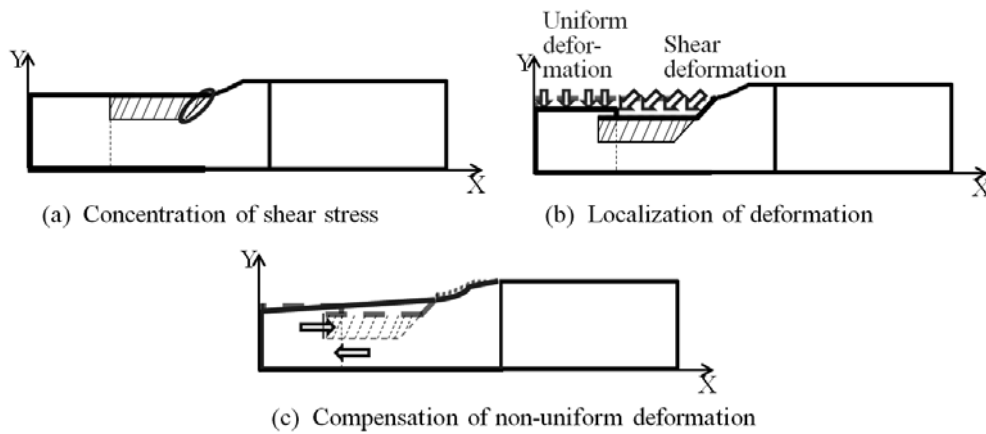 Y
X
(a) Concentration of shear stress
Uniform
defor-
mation
Shear
deformation
Y
X
(b) Localization of deformation
Y
X
(c) Compensation of non-uniform deformation